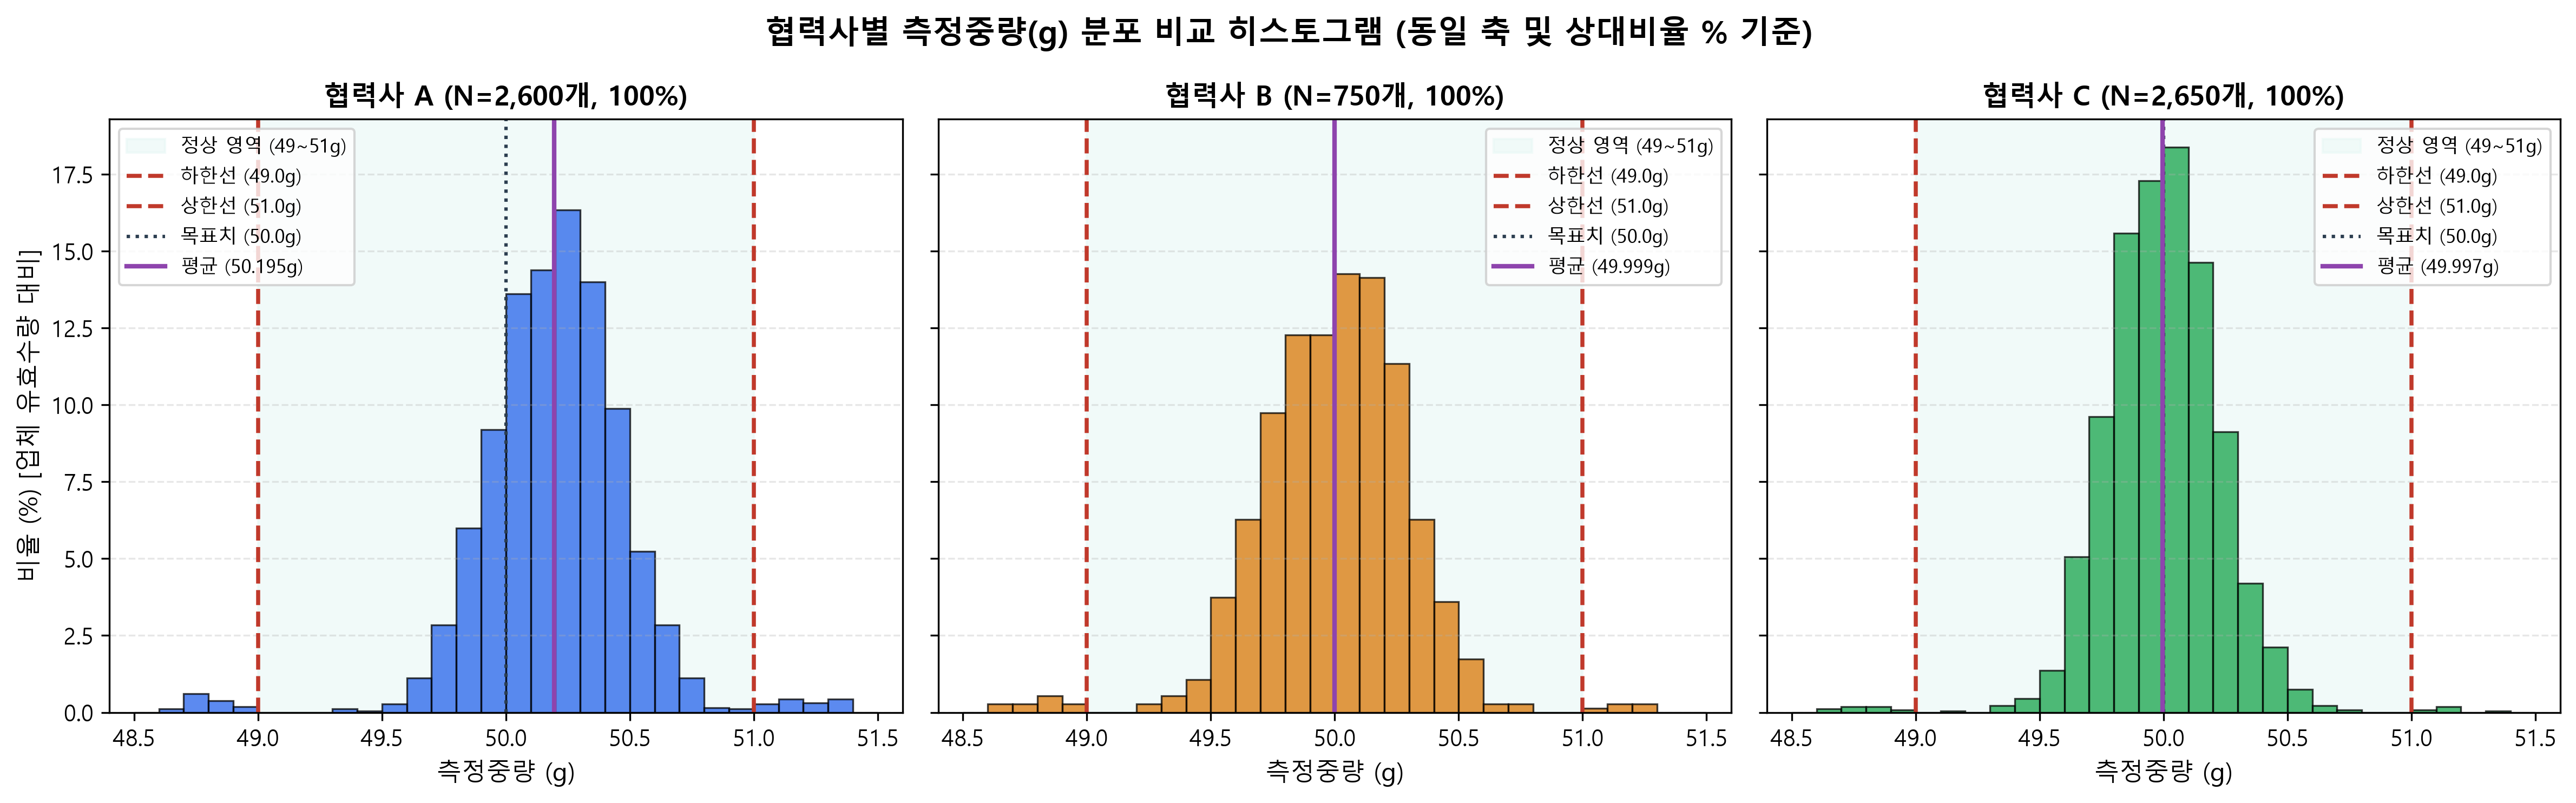 협력사별 측정중량(g) 분포 비교 히스토그램 (동일 축 및 상대비율 % 기준)
협력사 A (N=2,600개, 100%)
정상 영역 (49~51g)
하한선 (49.0g)
상한선 (51.0g)
목표치 (50.0g)
평균 (50.195g)
비율 (%) [업체 유효수량 대비]
17.5
15.0
12.5
10.0
7.5
5.0
2.5
0.0
48.5 49.0 49.5 50.0 50.5 51.0 51.5
측정중량 (g)
협력사 B (N=750개, 100%)
정상 영역 (49~51g)
하한선 (49.0g)
상한선 (51.0g)
목표치 (50.0g)
평균 (49.999g)
48.5 49.0 49.5 50.0 50.5 51.0 51.5
측정중량 (g)
협력사 C (N=2,650개, 100%)
정상 영역 (49~51g)
하한선 (49.0g)
상한선 (51.0g)
목표치 (50.0g)
평균 (49.997g)
48.5 49.0 49.5 50.0 50.5 51.0 51.5
측정중량 (g)